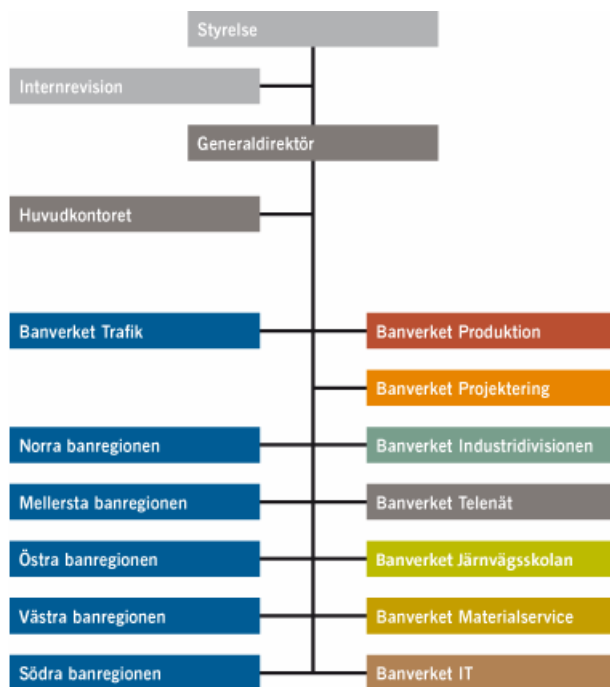 Styrelse
Internrevision
Generaldirektör
Huvudkontoret
Banverket Trafik
Banverket Produktion
Banverket Projektering
Norra banregionen
Banverket Industridivisionen
Mellersta banregionen
Banverket Telenät
Östra banregionen
Banverket Järnvägsskolan
Västra banregionen
Banverket Materialservice
Södra banregionen
Banverket IT